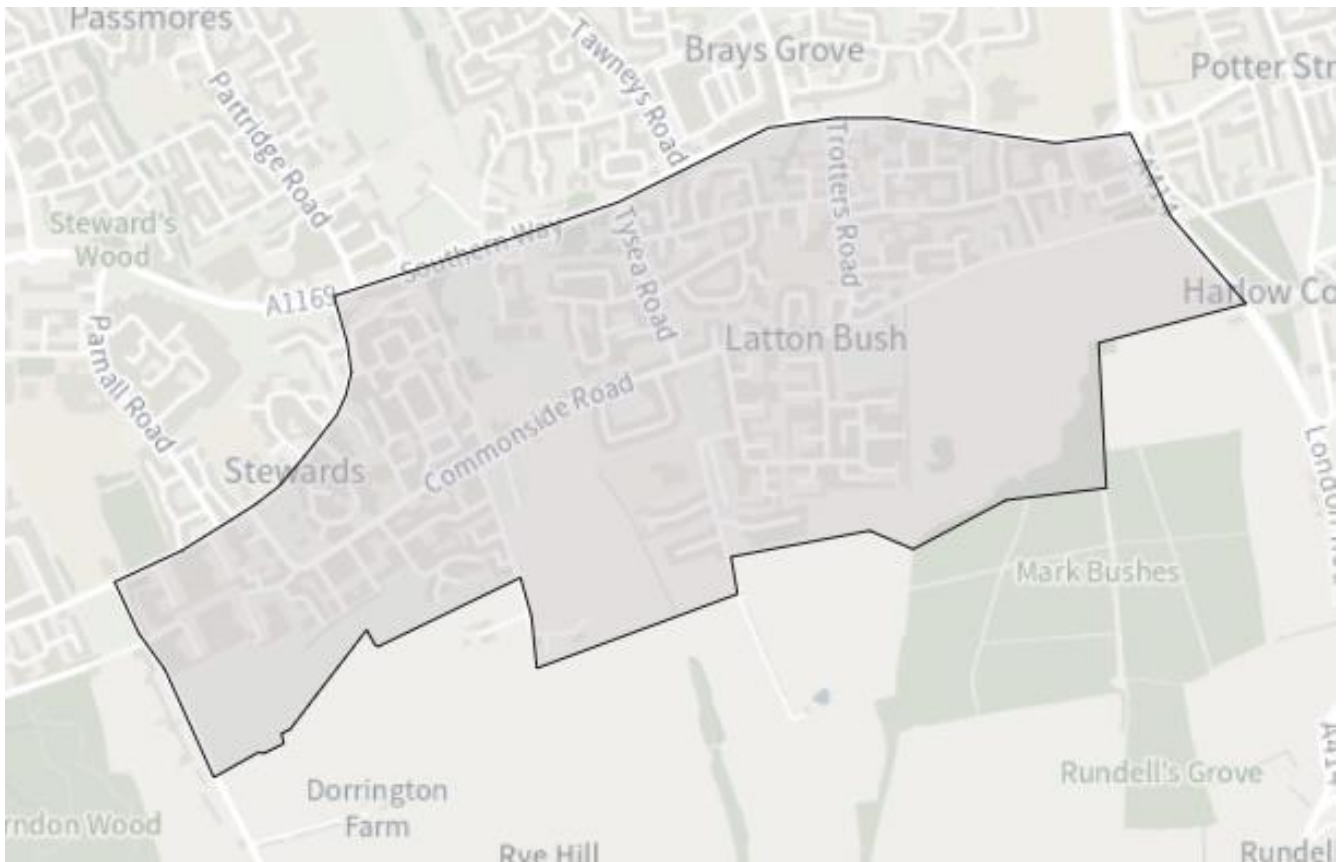 Passmores
Tawneys Road
Brays Grove
Potter Str
Partridge Road
Trotters Road
Steward's
Wood
Southern Way
Tysea Road
A1169
Harlow Co
Parnall Road
Latton Bush
Commonside Road
Stewards
Mark Bushes
Rundell's Grove
A414
Dorrington
Farm
rndon Wood
Rye Hill
Rundel